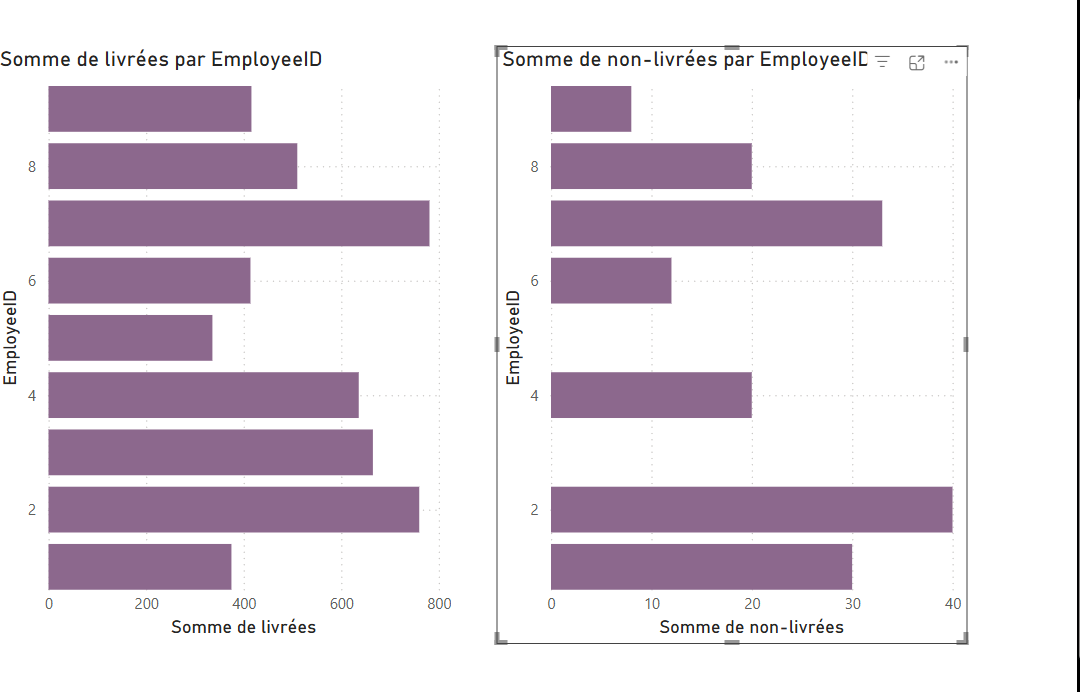 Somme de livrées par EmployeeID
8
6
4
2
EmployeeID
0 200 400 600 800
Somme de livrées
Somme de non-livrées par EmployeeID
8
6
4
2
EmployeeID
0 10 20 30 40
Somme de non-livrées